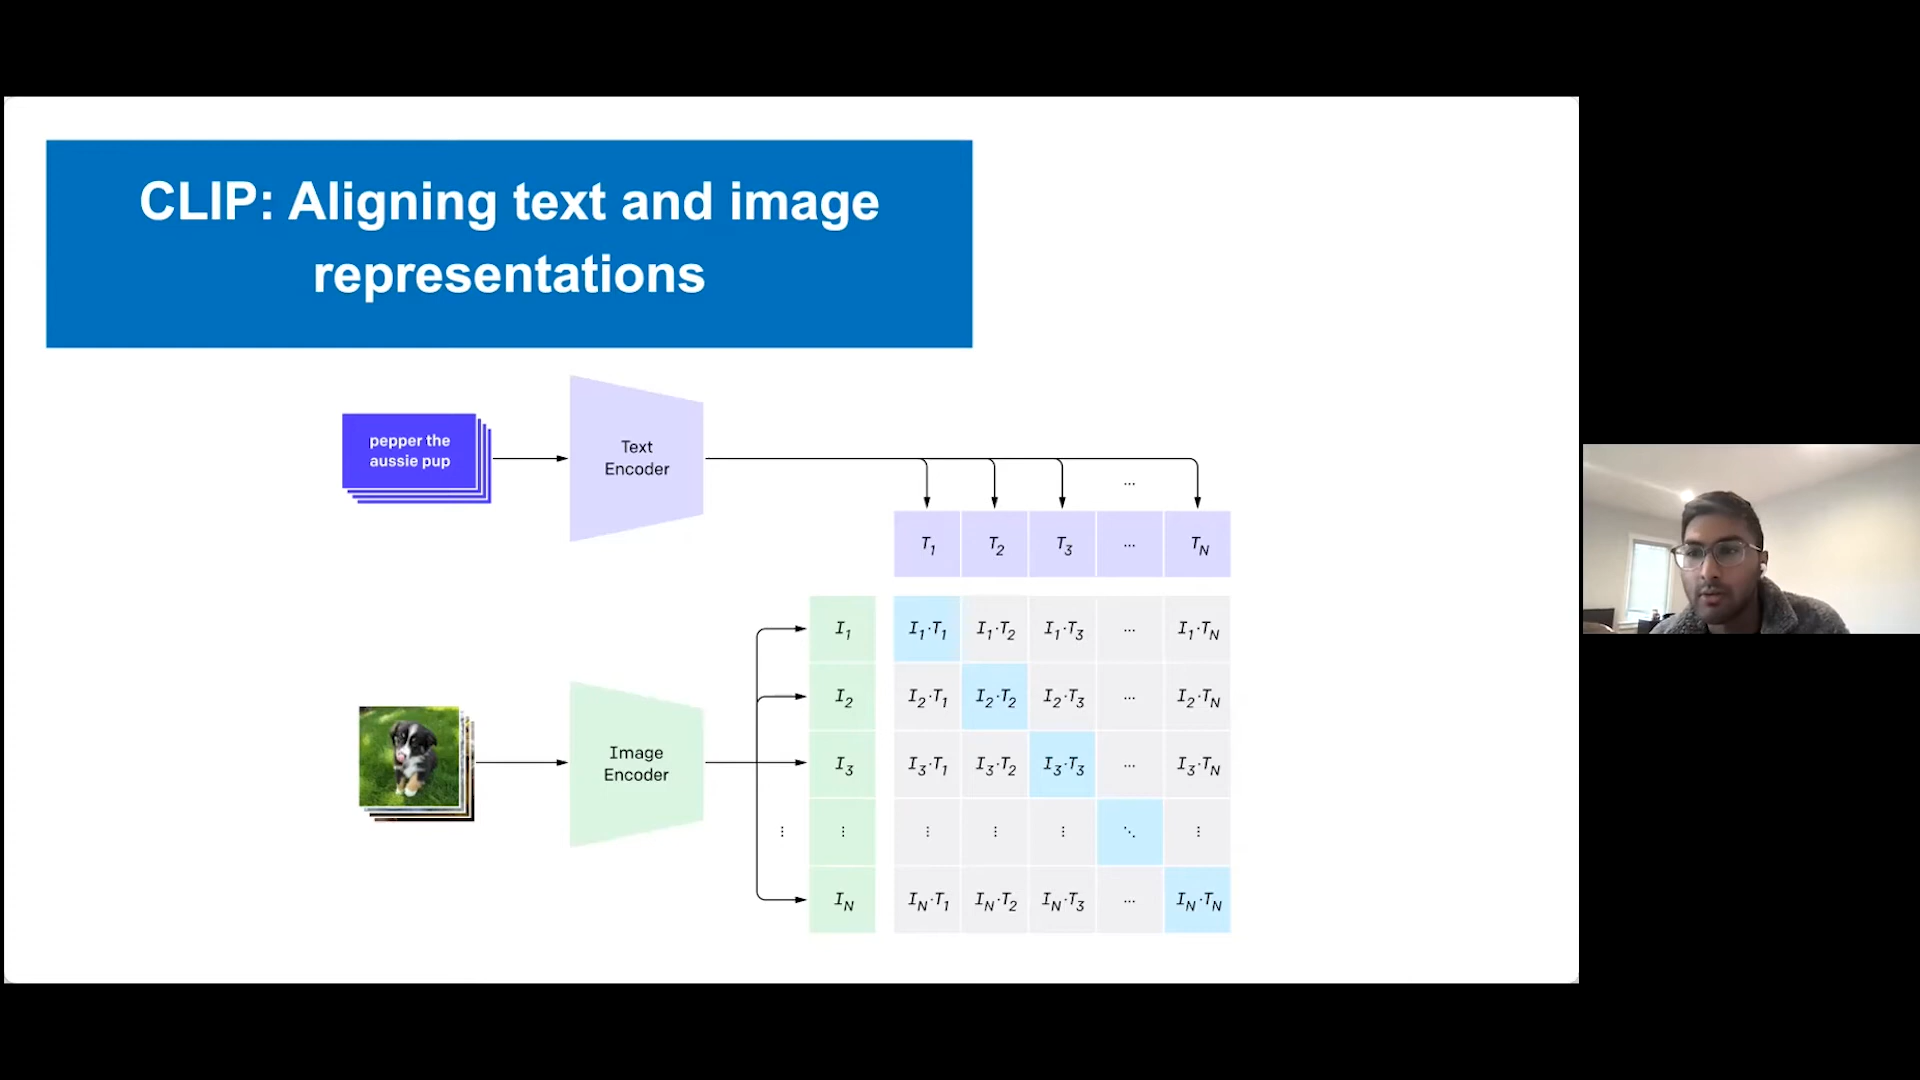 CLIP: Aligning text and image
representations
pepper the
aussie pup
Text
Encoder
...
T1 T2 T3 ... TN
Image
Encoder
I1 I1·T1 I1·T2 I1·T3 ... I1·TN
I2 I2·T1 I2·T2 I2·T3 ... I2·TN
I3 I3·T1 I3·T2 I3·T3 ... I3·TN
⋮ ⋮ ⋮ ⋮ ⋮ ⋱ ⋮
IN IN·T1 IN·T2 IN·T3 ... IN·TN